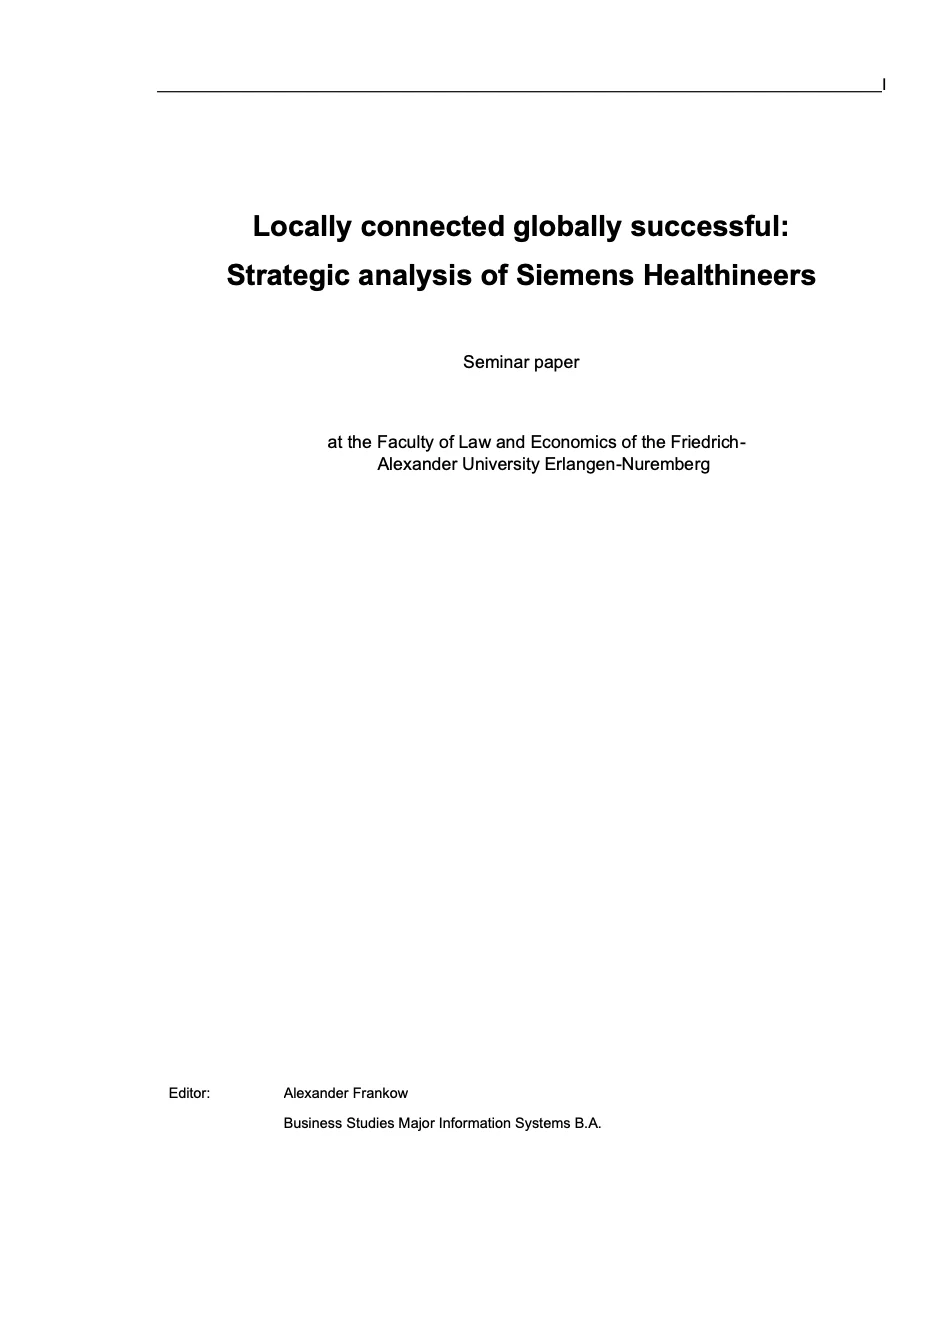 I
Locally connected globally successful:
Strategic analysis of Siemens Healthineers
Seminar paper
at the Faculty of Law and Economics of the Friedrich-
Alexander University Erlangen-Nuremberg
Editor: Alexander Frankow
Business Studies Major Information Systems B.A.